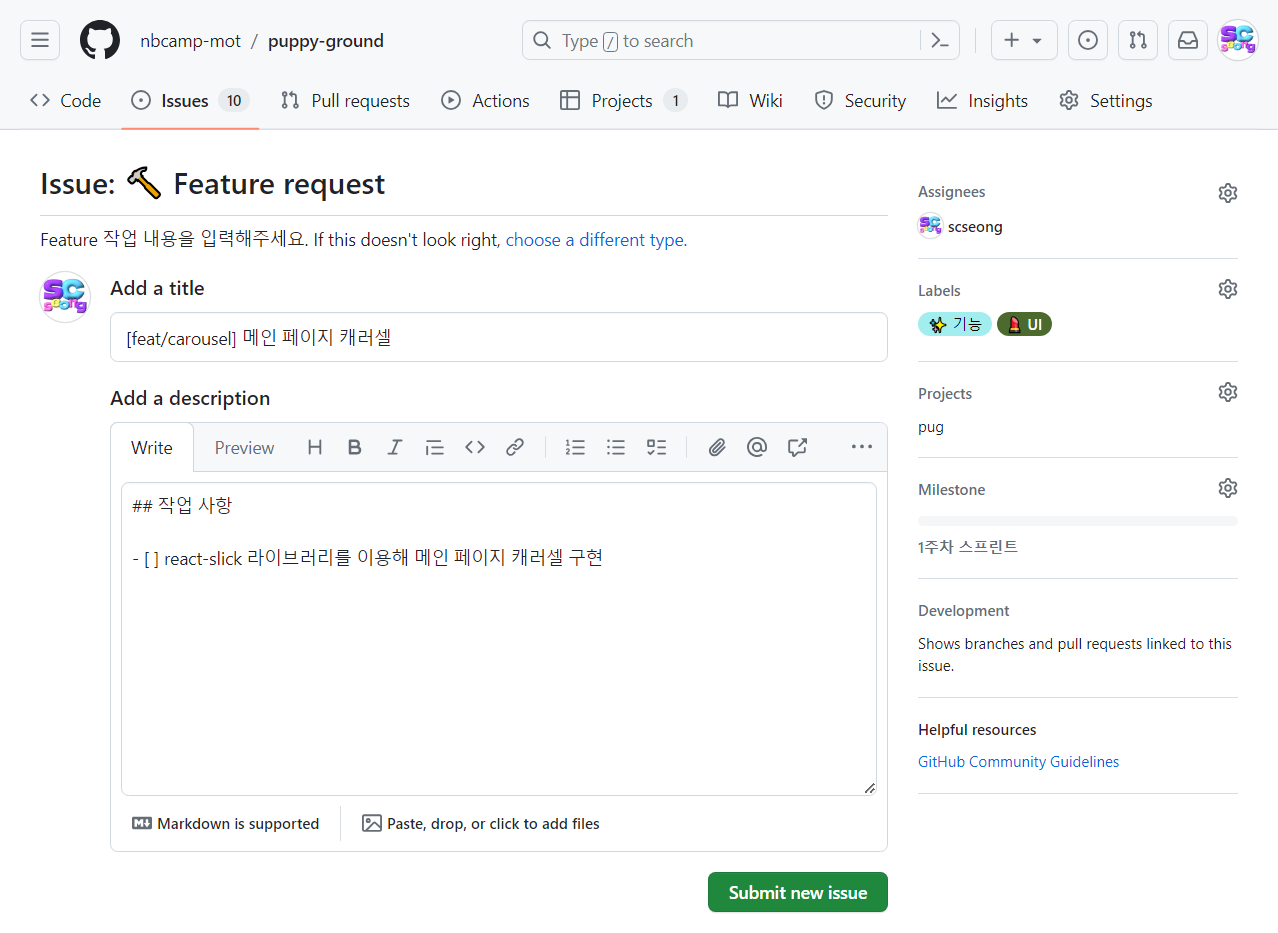 nbcamp-mot / puppy-ground
Type / to search
Code
Issues 10
Pull requests
Actions
Projects 1
Wiki
Security
Insights
Settings
Issue: 🔨 Feature request
Feature 작업 내용을 입력해주세요. If this doesn't look right, choose a different type.
Add a title
[feat/carousel] 메인 페이지 캐러셀
Add a description
Write
Preview
## 작업 사항
- [ ] react-slick 라이브러리를 이용해 메인 페이지 캐러셀 구현
Markdown is supported
Paste, drop, or click to add files
Submit new issue
Assignees
SC seong scseong
Labels
✨ 기능
💄 UI
Projects
pug
Milestone
1주차 스프린트
Development
Shows branches and pull requests linked to this
issue.
Helpful resources
GitHub Community Guidelines